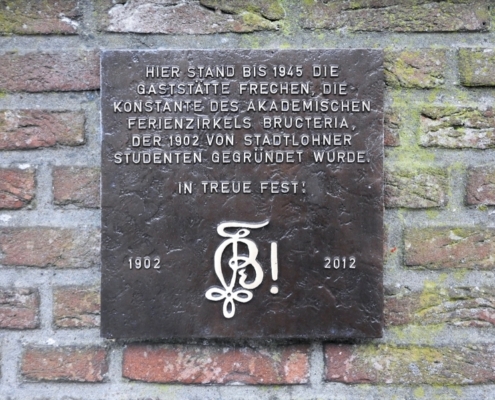 HIER STAND BIS 1945 DIE
GASTSTÄTTE FRECHEN, DIE
KONSTANTE DES AKADEMISCHEN
FERIENZIRKELS BRUCTERIA,
DER 1902 VON STADTLOHNER
STUDENTEN GEGRÜNDET WURDE.
IN TREUE FEST!
1902 2012